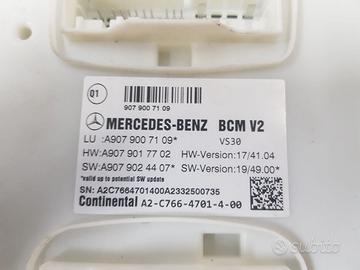 Q1
907 900 71 09
MERCEDES-BENZ BCM V2
LU :A907 900 71 09* VS30
HW:A907 901 77 02 HW-Version:17/41.04
SW:A907 902 44 07* SW-Version:19/49.00*
*valid up to potential SW update
SN: A2C7664701400A2332500735
Continental A2-C766-4701-4-00
subito